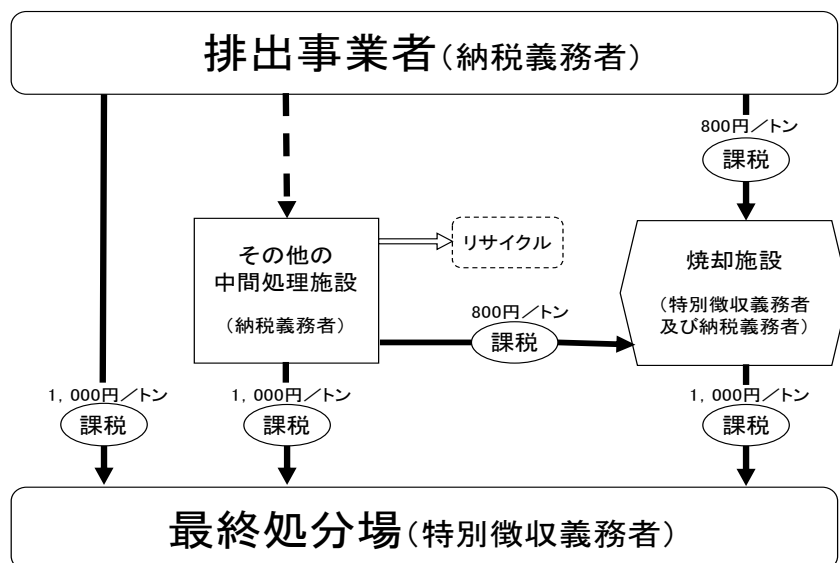 排出事業者(納税義務者)
800円／トン
課税
その他の
中間処理施設
(納税義務者)
リサイクル
焼却施設
(特別徴収義務者
及び納税義務者)
800円／トン
課税
1,000円／トン
課税
1,000円／トン
課税
1,000円／トン
課税
最終処分場(特別徴収義務者)